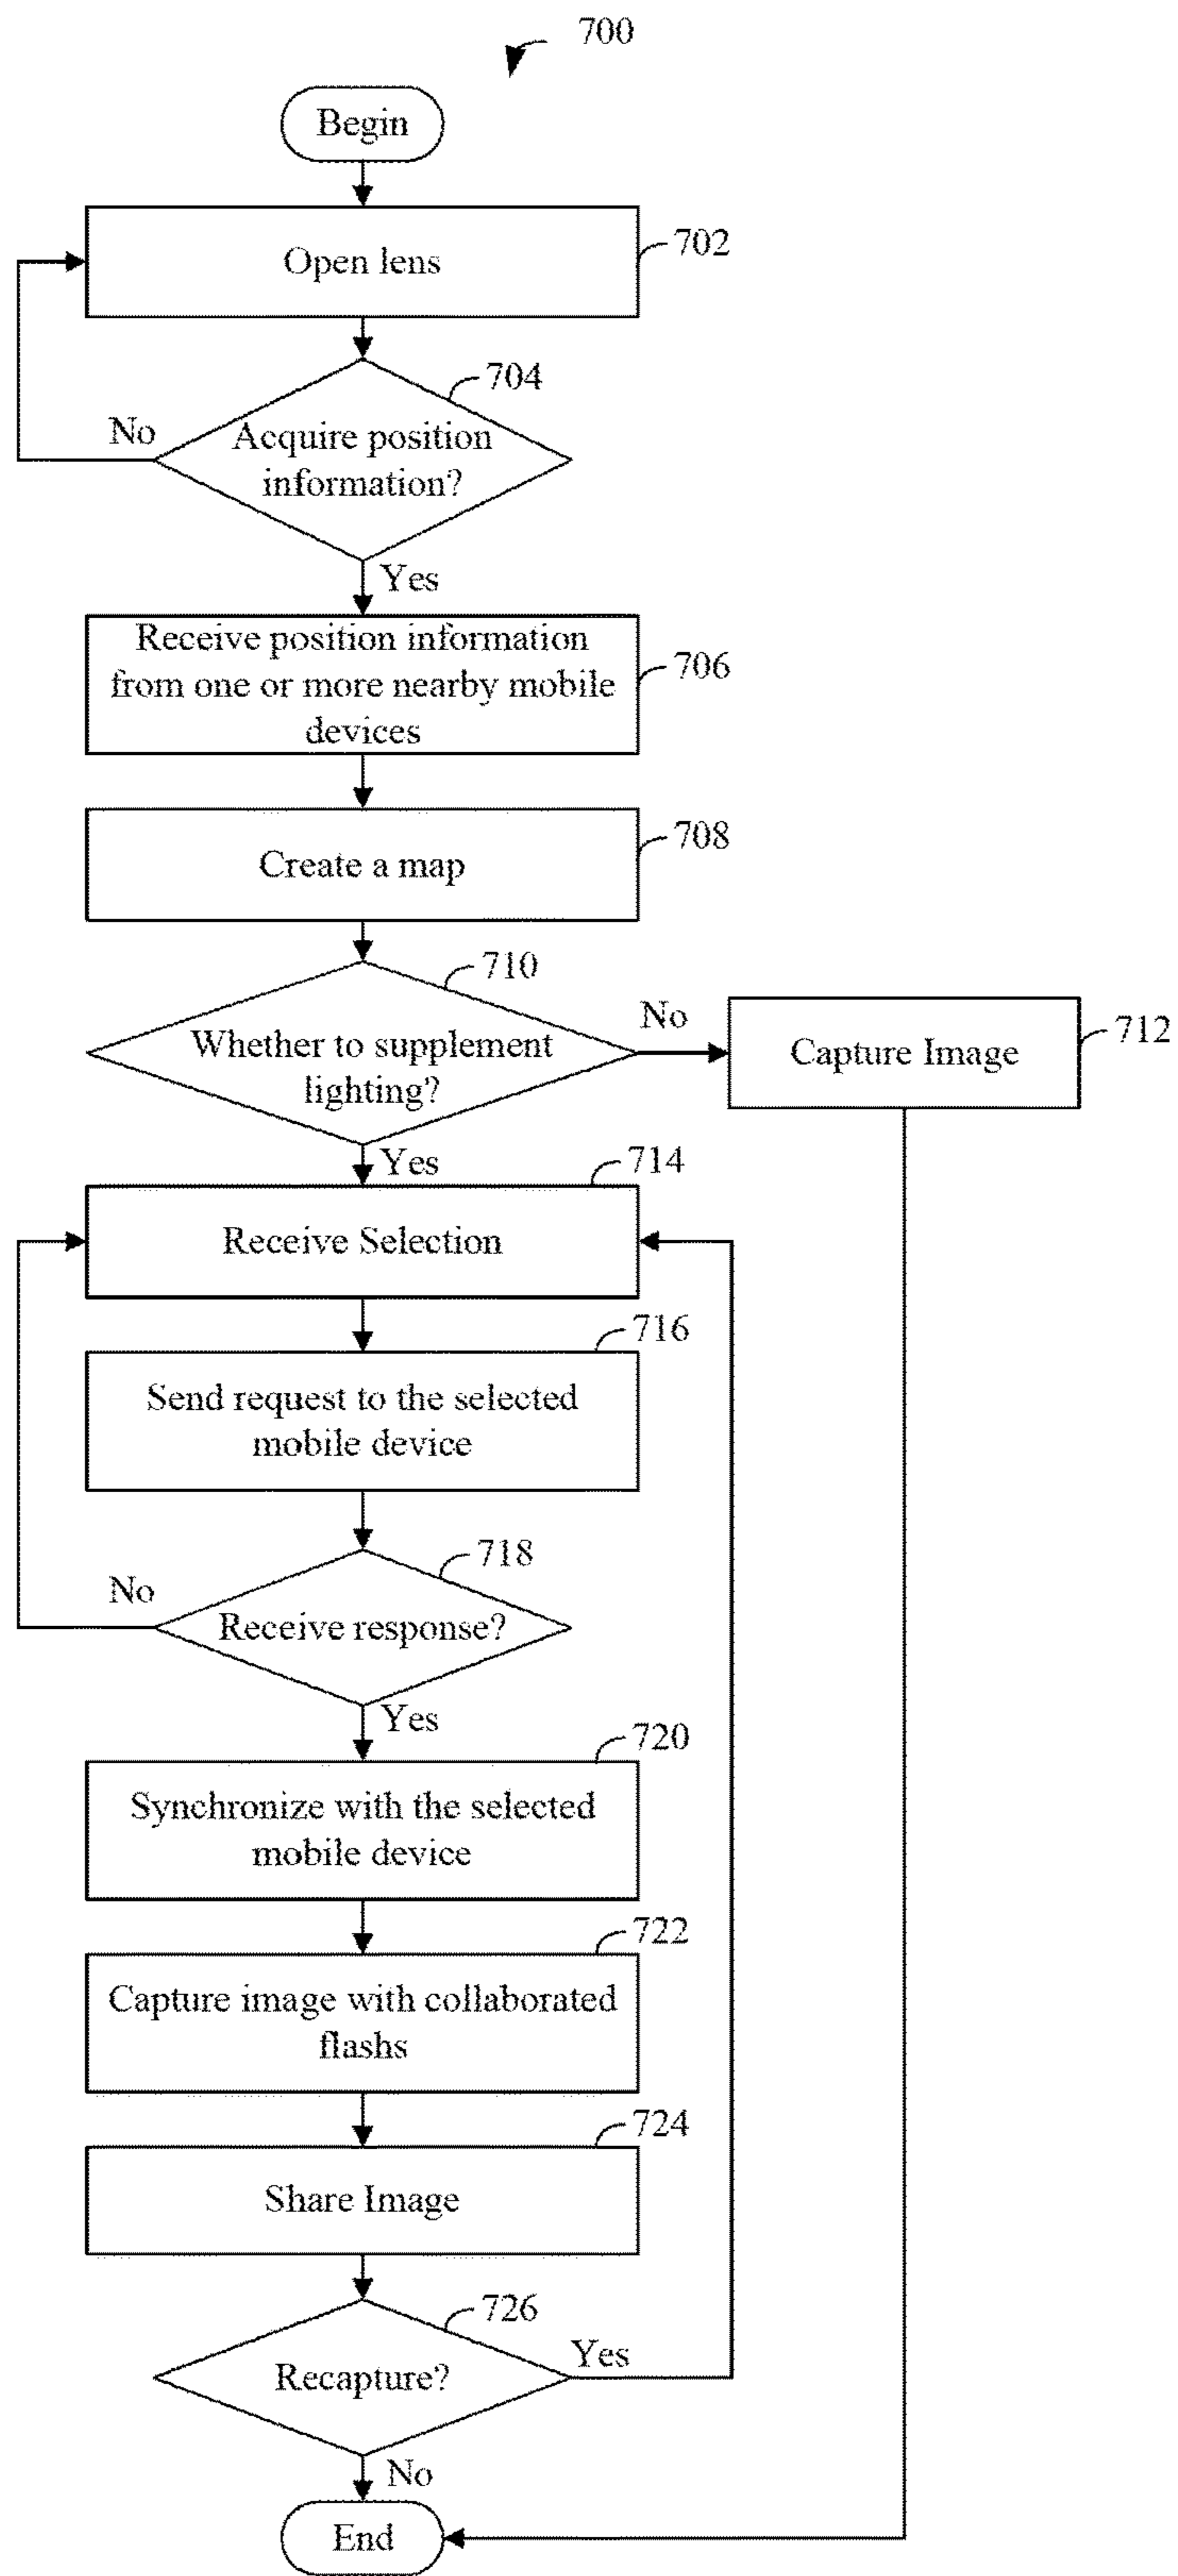 700
Begin
Open lens
702
704
No
Acquire position
information?
Yes
Receive position information
from one or more nearby mobile
devices
706
Create a map
708
710
Whether to supplement
lighting?
No
Capture Image
712
Yes
714
Receive Selection
716
Send request to the selected
mobile device
718
No
Receive response?
Yes
720
Synchronize with the selected
mobile device
722
Capture image with collaborated
flashs
724
Share Image
726
Recapture?
Yes
No
End